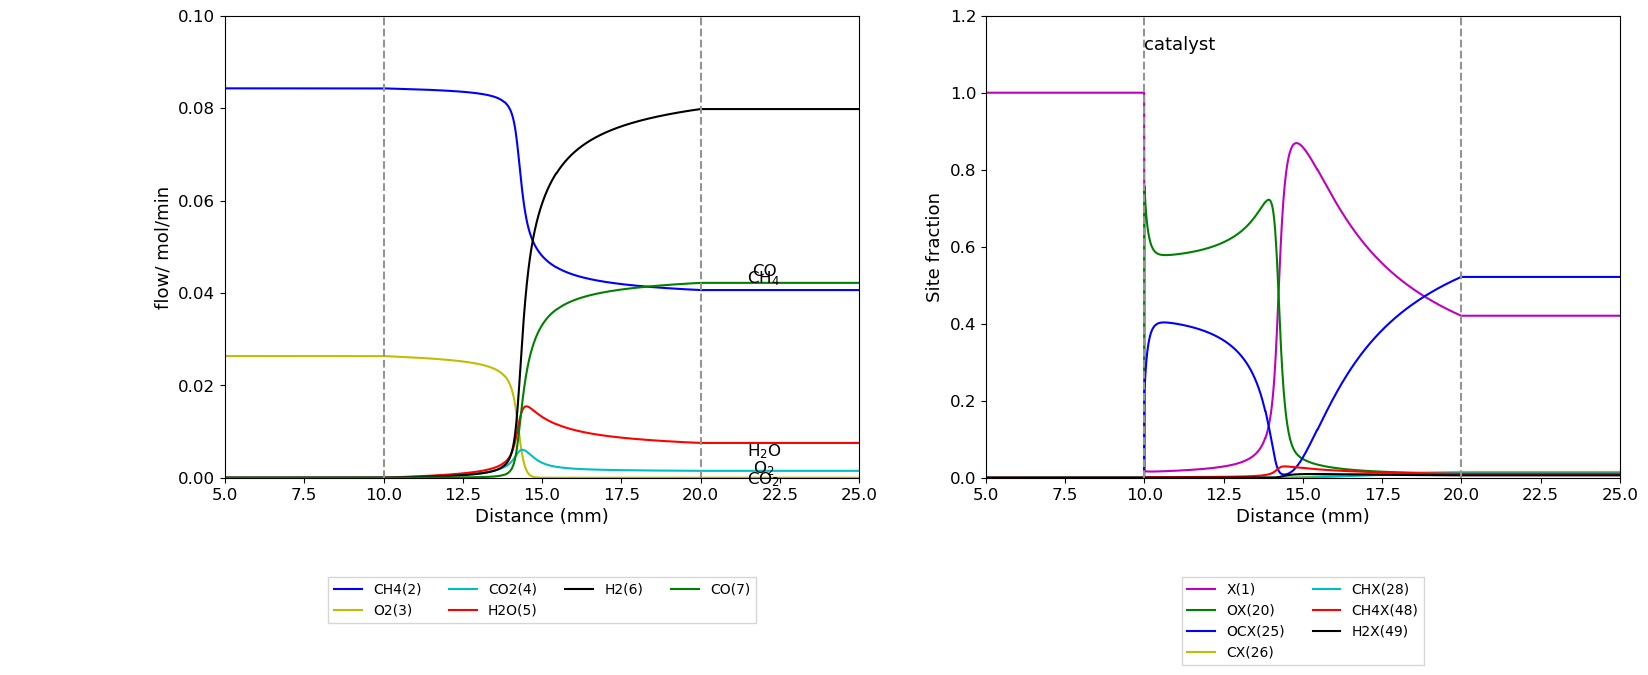 0.10
0.08
0.06
0.04
0.02
0.00
flow/ mol/min
CO
CH₄
H₂O
O₂
CO₂
5.0 7.5 10.0 12.5 15.0 17.5 20.0 22.5 25.0
Distance (mm)
CH4(2) CO2(4) H2(6) CO(7)
O2(3) H2O(5)
1.2
1.0
0.8
0.6
0.4
0.2
0.0
Site fraction
catalyst
5.0 7.5 10.0 12.5 15.0 17.5 20.0 22.5 25.0
Distance (mm)
X(1) CHX(28)
OX(20) CH4X(48)
OCX(25) H2X(49)
CX(26)